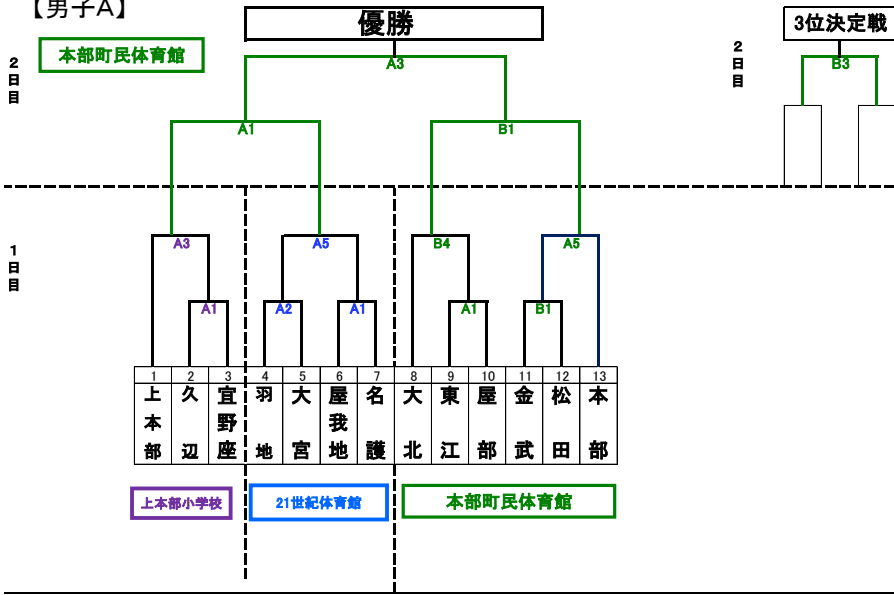 【男子A】
優勝
3位決定戦
本部町民体育館
2日目
A3
2日目
B3
A1
B1
1日目
A3
A5
B4
A5
A1
A2
A1
A1
B1
1 2 3 4 5 6 7 8 9 10 11 12 13
上本部
久辺
宜野座
羽地
大宮
屋我地
名護
大北
東江
屋部
金武
松田
本部
上本部小学校
21世紀体育館
本部町民体育館